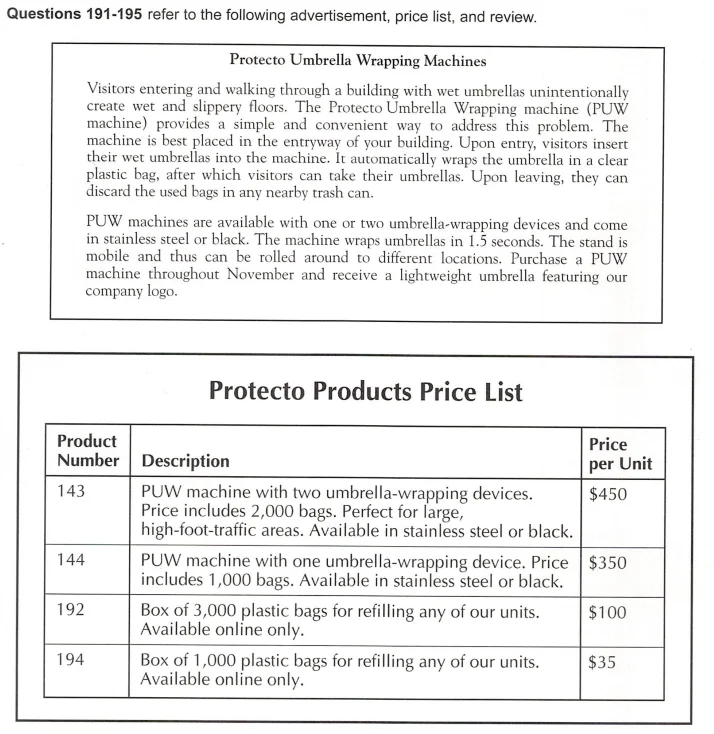 Questions 191-195 refer to the following advertisement, price list, and review.
Protecto Umbrella Wrapping Machines
Visitors entering and walking through a building with wet umbrellas unintentionally
create wet and slippery floors. The Protecto Umbrella Wrapping machine (PUW
machine) provides a simple and convenient way to address this problem. The
machine is best placed in the entryway of your building. Upon entry, visitors insert
their wet umbrellas into the machine. It automatically wraps the umbrella in a clear
plastic bag, after which visitors can take their umbrellas. Upon leaving, they can
discard the used bags in any nearby trash can.
PUW machines are available with one or two umbrella-wrapping devices and come
in stainless steel or black. The machine wraps umbrellas in 1.5 seconds. The stand is
mobile and thus can be rolled around to different locations. Purchase a PUW
machine throughout November and receive a lightweight umbrella featuring our
company logo.
Protecto Products Price List
Product Number Description Price per Unit
143 PUW machine with two umbrella-wrapping devices. $450
Price includes 2,000 bags. Perfect for large,
high-foot-traffic areas. Available in stainless steel or black.
144 PUW machine with one umbrella-wrapping device. Price $350
includes 1,000 bags. Available in stainless steel or black.
192 Box of 3,000 plastic bags for refilling any of our units. $100
Available online only.
194 Box of 1,000 plastic bags for refilling any of our units. $35
Available online only.